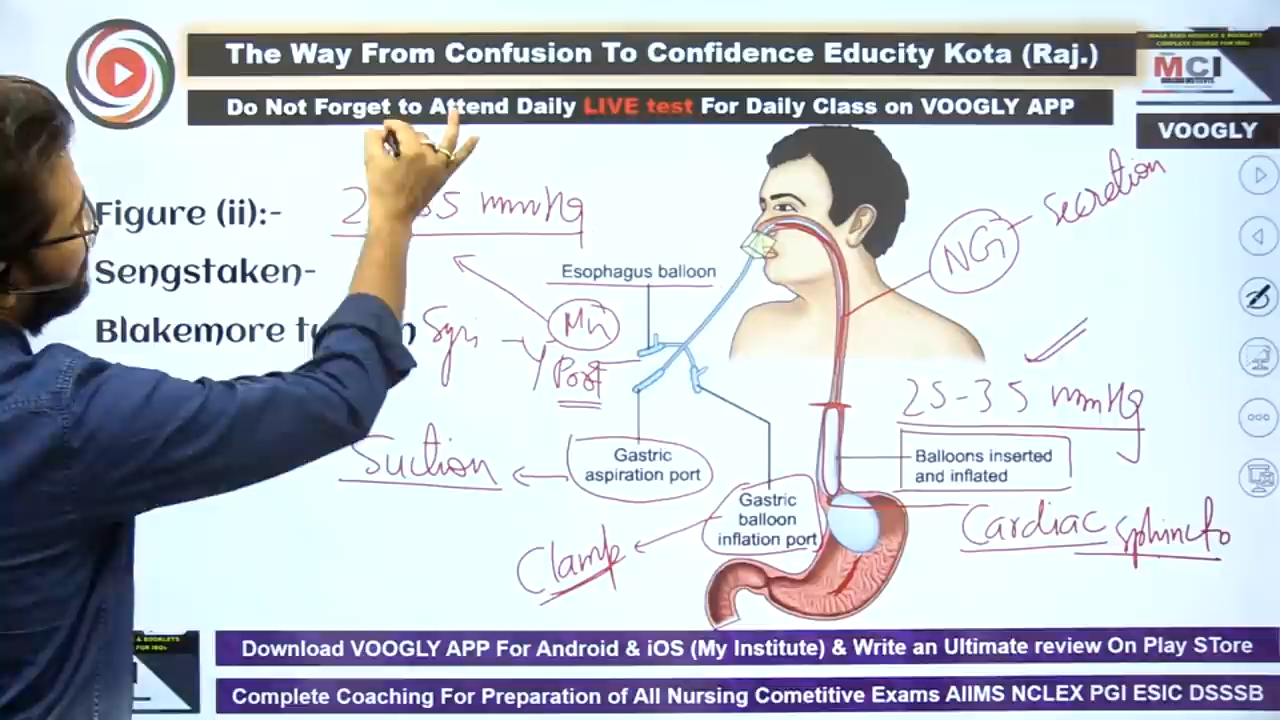 The Way From Confusion To Confidence Educity Kota (Raj.)
Do Not Forget to Attend Daily LIVE test For Daily Class on VOOGLY APP
MCI
VOOGLY
Figure (ii):-
Sengstaken-
Blakemore
mmHg
Esophagus balloon
Port
Suction
Gastric
aspiration port
Gastric
balloon
inflation port
Clamp
NG
Secretion
25-35 mmHg
Balloons inserted
and inflated
Cardiac sphincto
Download VOOGLY APP For Android & iOS (My Institute) & Write an Ultimate review On Play STore
Complete Coaching For Preparation of All Nursing Cometitive Exams AIIMS NCLEX PGI ESIC DSSSB